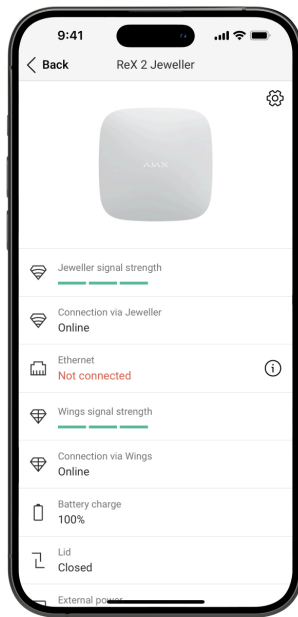 9:41
Back ReX 2 Jeweller
AJAX
Jeweller signal strength
Connection via Jeweller
Online
Ethernet
Not connected
Wings signal strength
Connection via Wings
Online
Battery charge
100%
Lid
Closed
External power